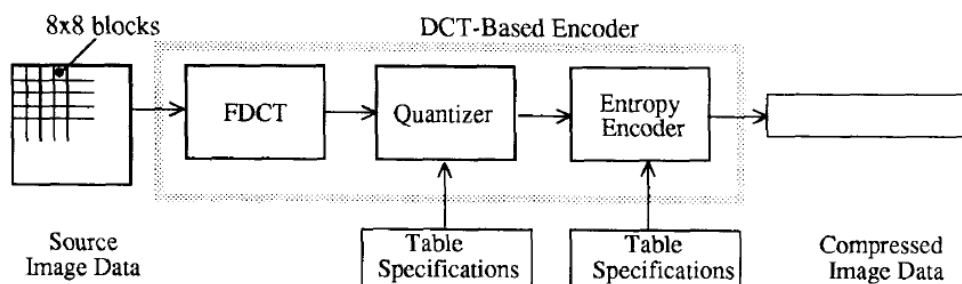 8x8 blocks
DCT-Based Encoder
FDCT
Quantizer
Entropy
Encoder
Source
Image Data
Table
Specifications
Table
Specifications
Compressed
Image Data